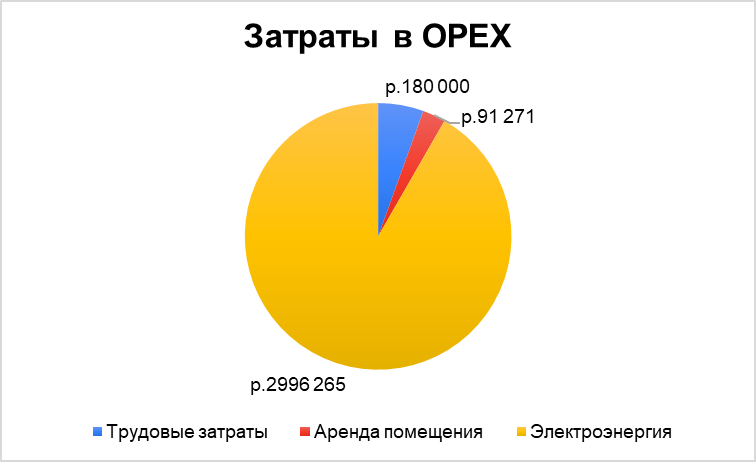 Затраты в OPEX
р.180 000
р.91 271
р.2996 265
Трудовые затраты Аренда помещения Электроэнергия